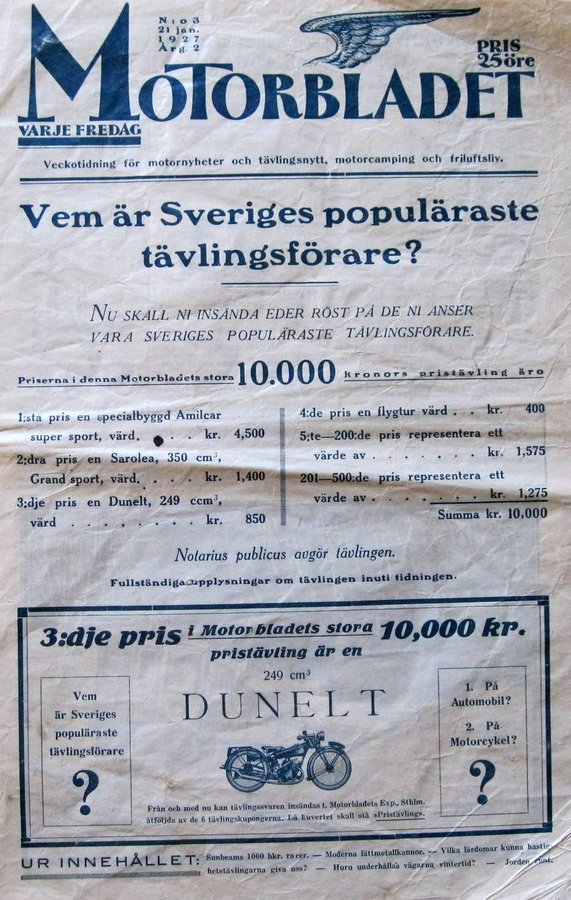 N:o 3
21 jan.
1927
Årg. 2
MOTORBLADET
PRIS
25 öre
VARJE FREDAG
Veckotidning för motornyheter och tävlingsnytt, motorcamping och friluftsliv.
Vem är Sveriges populäraste
tävlingsförare?
NU SKALL NI INSÄNDA EDER RÖST PÅ DE NI ANSER
VARA SVERIGES POPULÄRASTE TÄVLINGSFÖRARE.
Priserna i denna Motorbladets stora 10.000 kronors pristävling äro
1:sta pris en specialbyggd Amilcar
super sport, värd. . . . kr. 4,500
2:dra pris en Sarolea, 350 cm³,
Grand sport, värd. . . . kr. 1,400
3:dje pris en Dunelt, 249 ccm³,
värd . . . . . . . kr. 850
4:de pris en flygtur värd . . kr. 400
5:te—200:de pris representera ett
värde av . . . . . . . kr. 1,575
201—500:de pris representera ett
värde av . . . . . . . kr. 1,275
Summa kr. 10,000
Notarius publicus avgör tävlingen.
Fullständiga upplysningar om tävlingen inuti tidningen.
3:dje pris i Motorbladets stora 10,000 kr.
pristävling är en
249 cm³
DUNELT
Vem
är Sveriges
populäraste
tävlingsförare
?
1. På
Automobil?
2. På
Motorcykel?
?
Från och med nu kan tävlingssvaren insändas t. Motorbladets Exp., Sthlm.
åtföljda av de 6 tävlingskupongerna. Å kuvertet skall stå »Pristävling».
UR INNEHÅLLET: Sunbeams 1000 hkr. racer. — Moderna lättmetallkannor. — Vilka lärdomar kunna hastig-
hetstävlingarna giva oss? — Huru underhålla's vägarna vintertid? — Jorden runt.